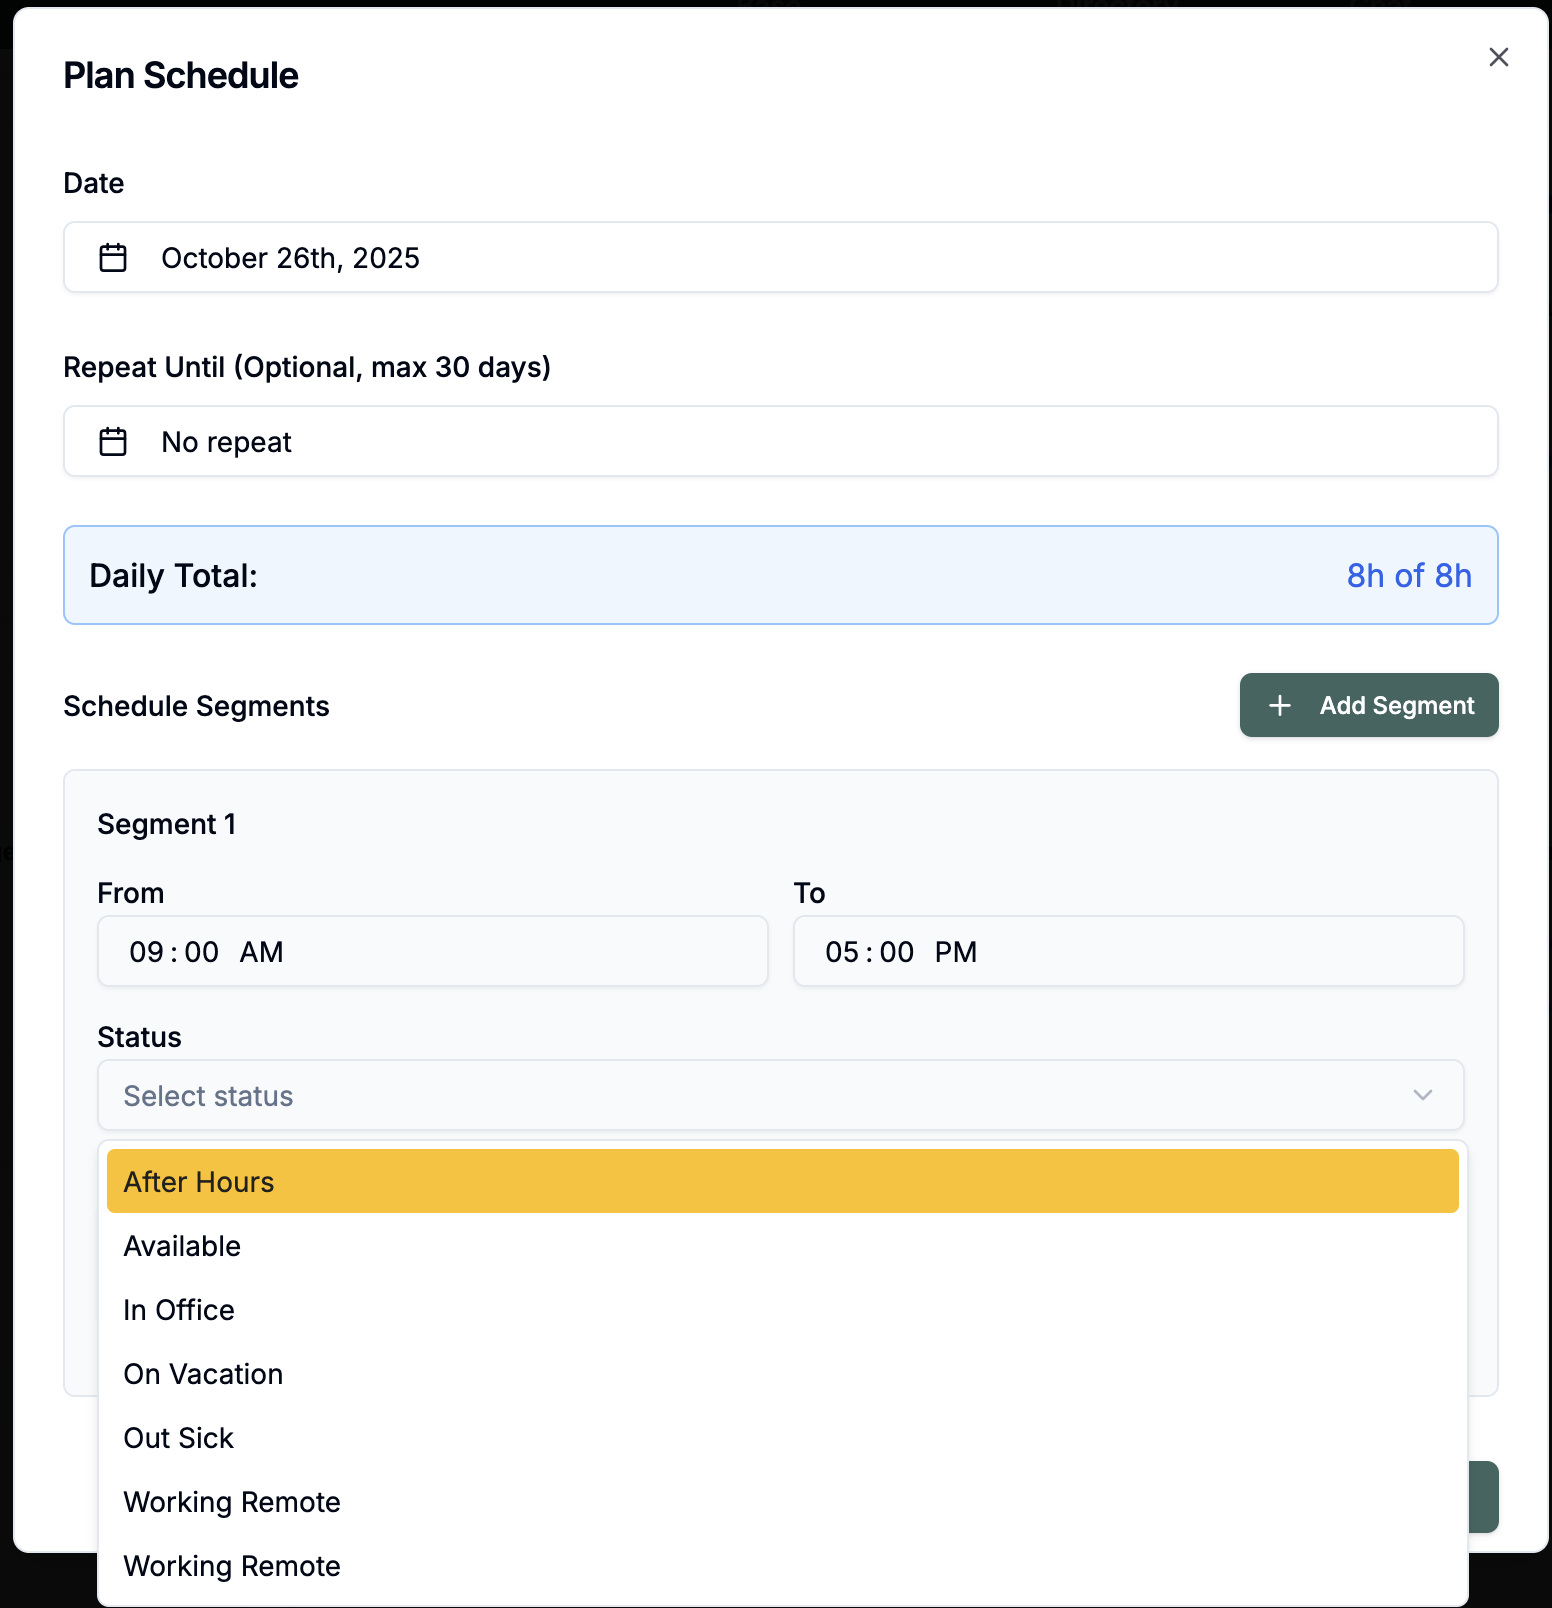 Plan Schedule
Date
October 26th, 2025
Repeat Until (Optional, max 30 days)
No repeat
Daily Total: 8h of 8h
Schedule Segments
Add Segment
Segment 1
From To
09:00 AM 05:00 PM
Status
Select status
After Hours
Available
In Office
On Vacation
Out Sick
Working Remote
Working Remote